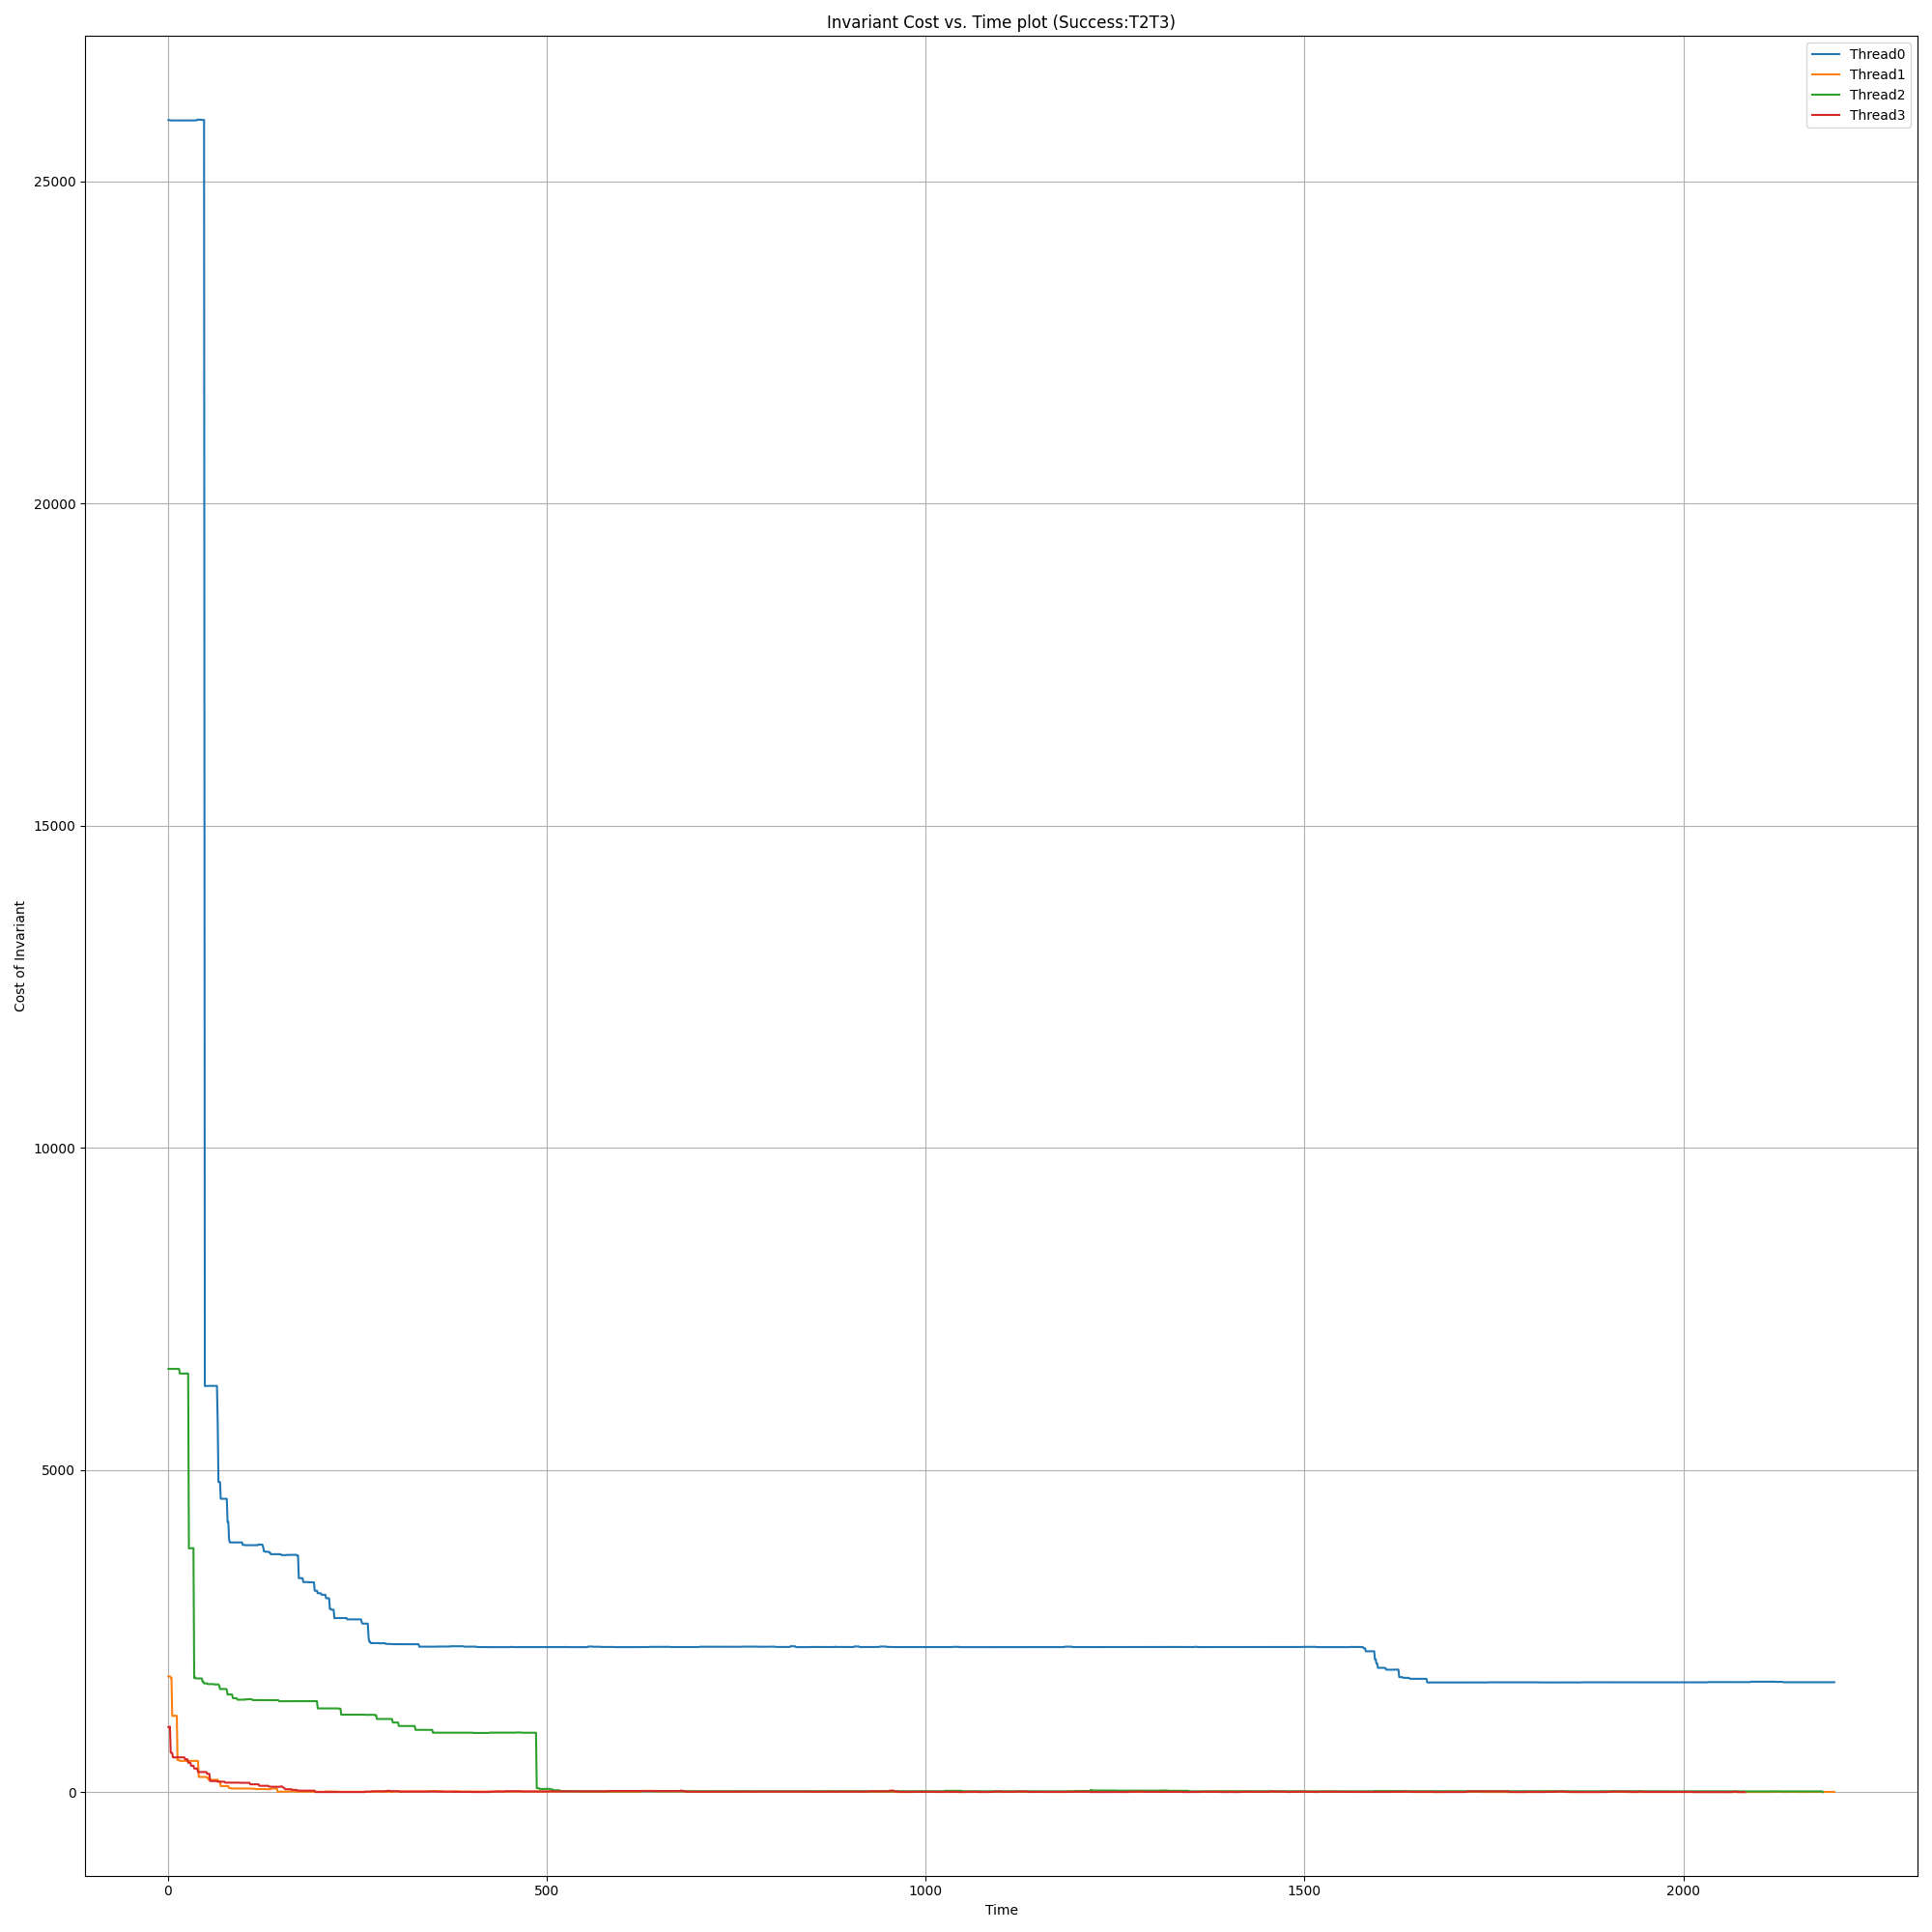 Invariant Cost vs. Time plot (Success:T2T3)
Thread0
Thread1
Thread2
Thread3
25000
20000
15000
10000
5000
0
Cost of Invariant
0 500 1000 1500 2000
Time